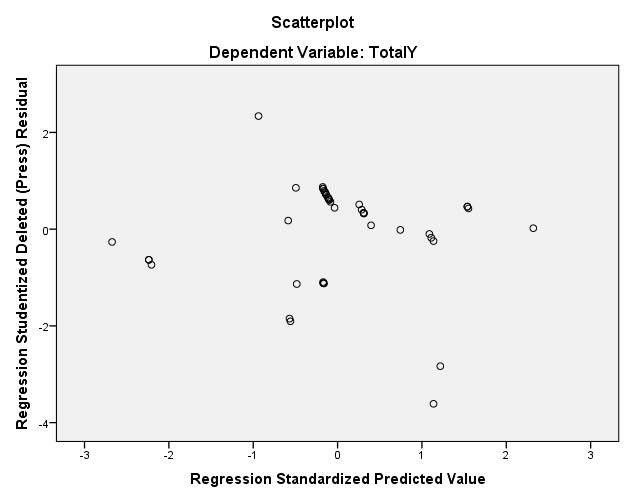 Scatterplot
Dependent Variable: TotalY
Regression Studentized Deleted (Press) Residual
2
0
-2
-4
-3
-2
-1
0
1
2
3
Regression Standardized Predicted Value